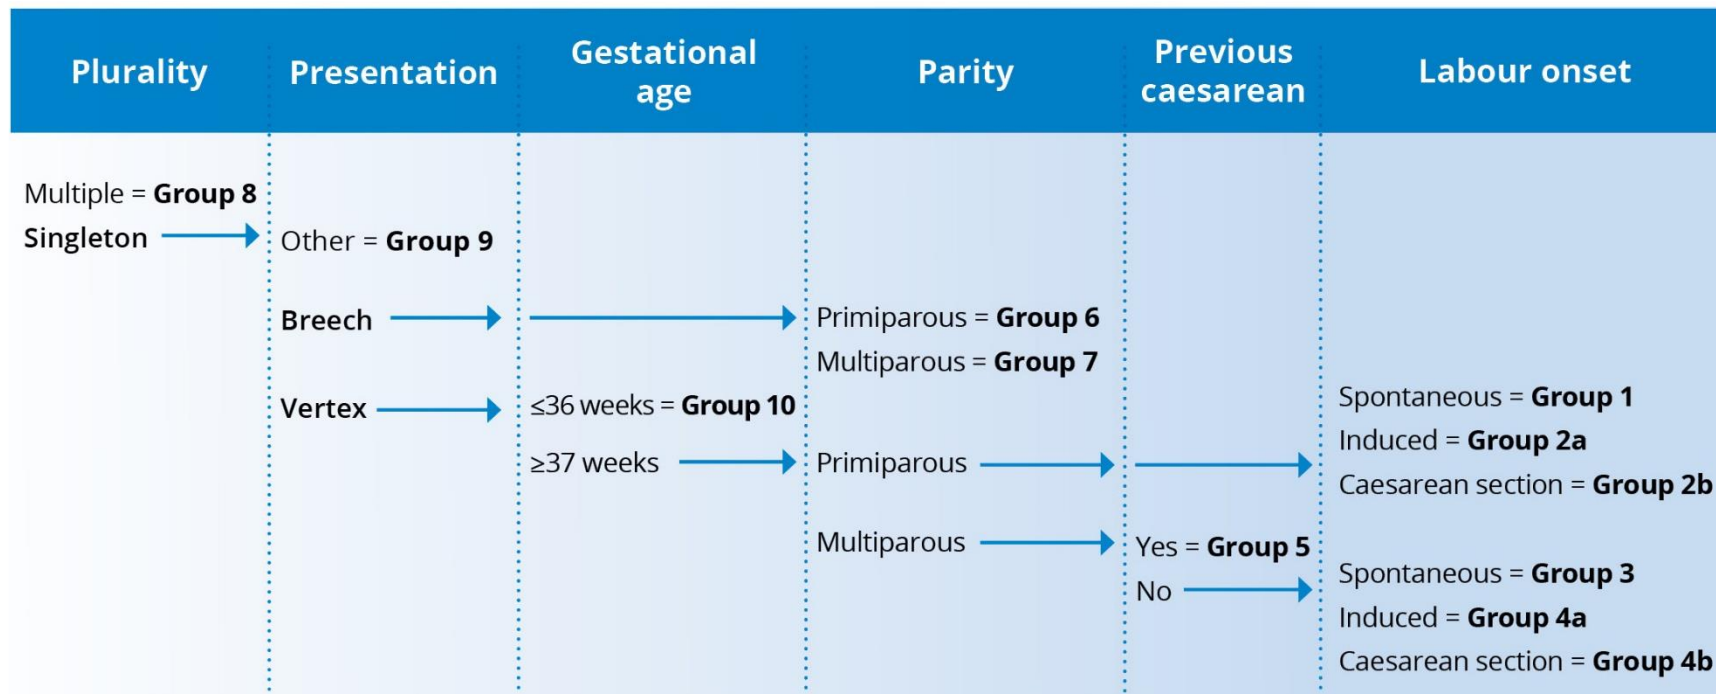 Plurality
Presentation
Gestational
age
Parity
Previous
caesarean
Labour onset
Multiple = Group 8
Singleton
Other = Group 9
Breech
Primiparous = Group 6
Multiparous = Group 7
Vertex
≤36 weeks = Group 10
≥37 weeks
Primiparous
Spontaneous = Group 1
Induced = Group 2a
Caesarean section = Group 2b
Multiparous
Yes = Group 5
No
Spontaneous = Group 3
Induced = Group 4a
Caesarean section = Group 4b